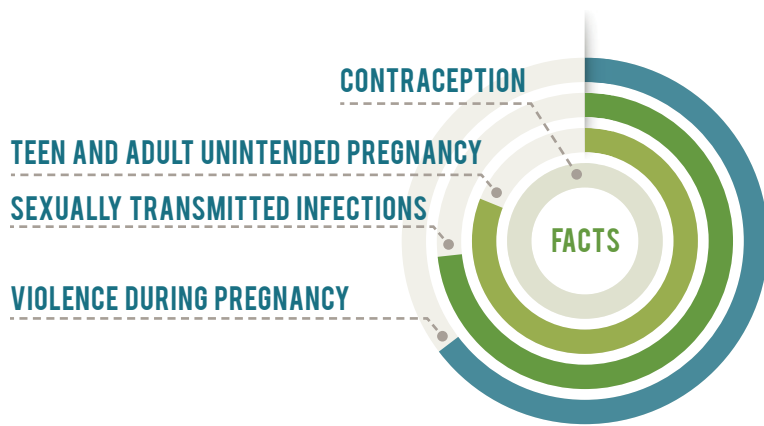 CONTRACEPTION
TEEN AND ADULT UNINTENDED PREGNANCY
SEXUALLY TRANSMITTED INFECTIONS
FACTS
VIOLENCE DURING PREGNANCY